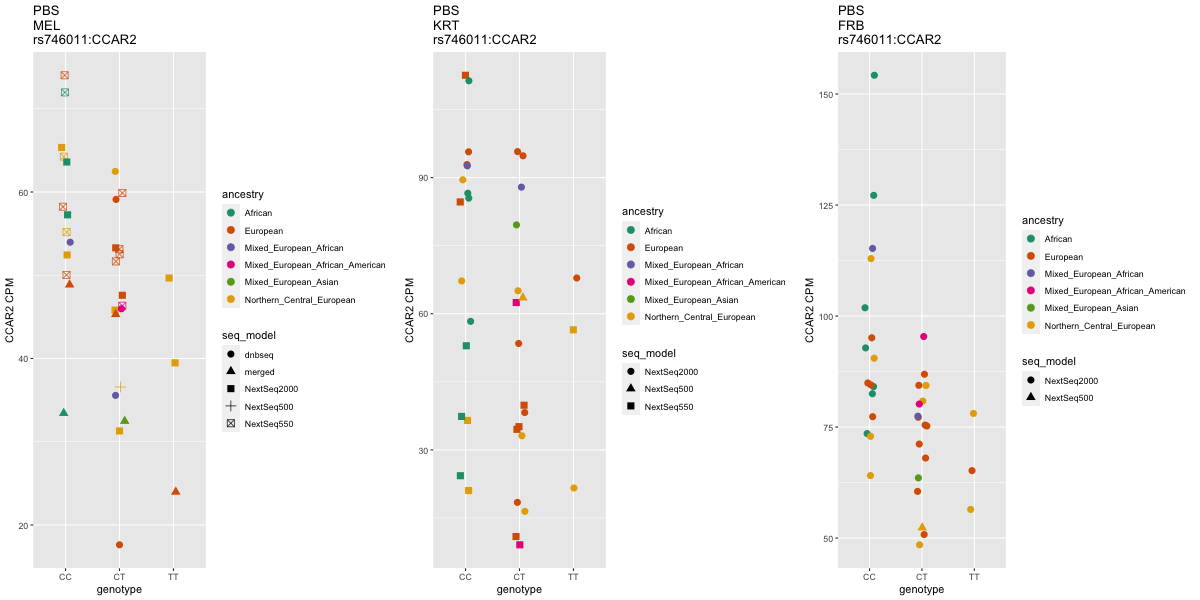 PBS
MEL
rs746011:CCAR2
CCAR2 CPM
60
40
20
CC
CT
TT
genotype
ancestry
African
European
Mixed_European_African
Mixed_European_African_American
Mixed_European_Asian
Northern_Central_European
seq_model
dnbseq
merged
NextSeq2000
NextSeq500
NextSeq550
PBS
KRT
rs746011:CCAR2
CCAR2 CPM
90
60
30
CC
CT
TT
genotype
ancestry
African
European
Mixed_European_African
Mixed_European_African_American
Mixed_European_Asian
Northern_Central_European
seq_model
NextSeq2000
NextSeq500
NextSeq550
PBS
FRB
rs746011:CCAR2
CCAR2 CPM
150
125
100
75
50
CC
CT
TT
genotype
ancestry
African
European
Mixed_European_African
Mixed_European_African_American
Mixed_European_Asian
Northern_Central_European
seq_model
NextSeq2000
NextSeq500